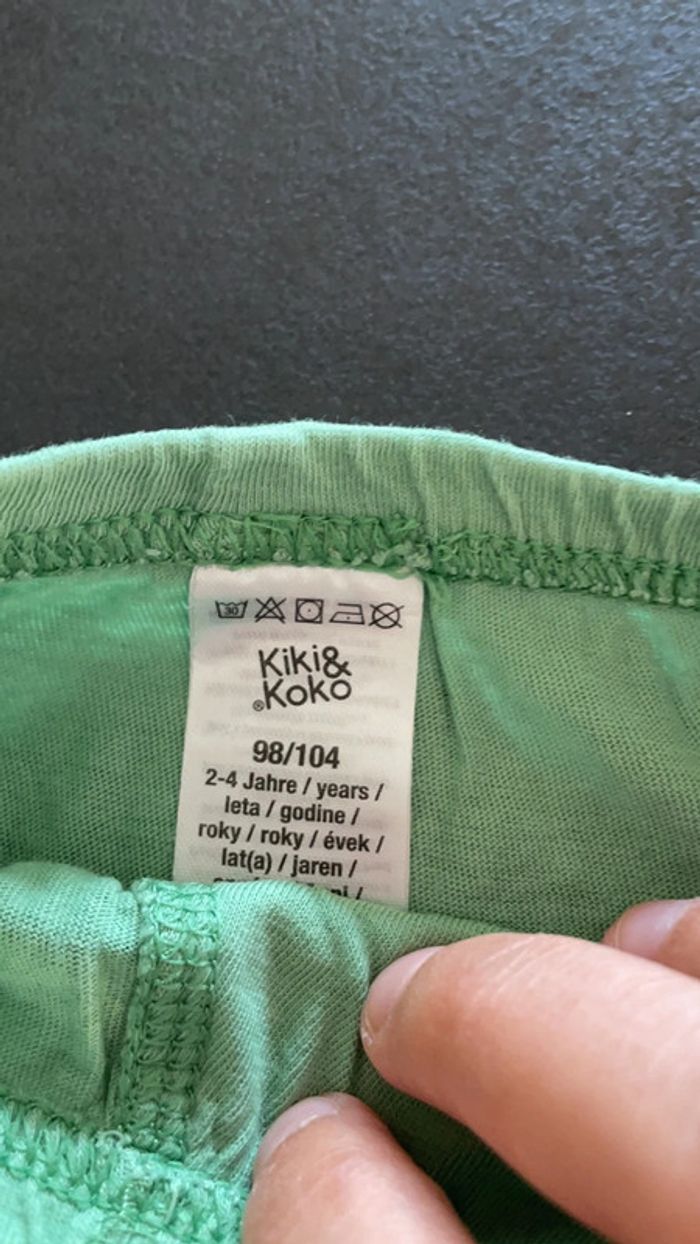 30
Kiki&
®Koko
98/104
2-4 Jahre / years /
leta / godine /
roky / roky / évek /
lat(a) / jaren /